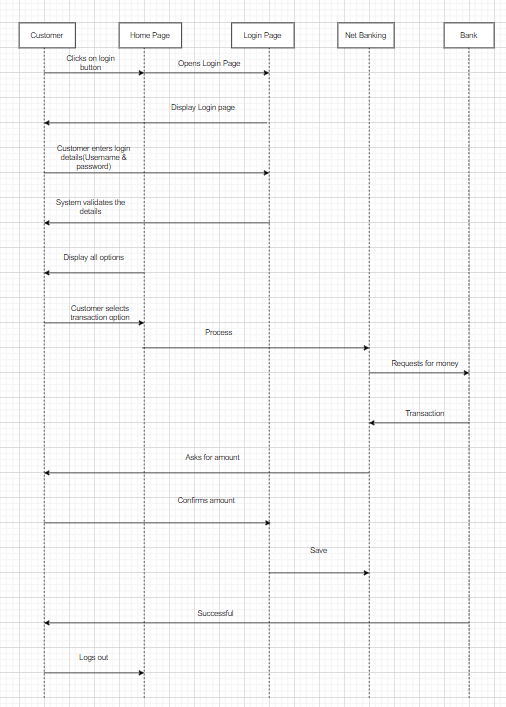 Customer
Home Page
Login Page
Net Banking
Bank
Clicks on login
button
Opens Login Page
Display Login page
Customer enters login
details(Username &
password)
System validates the
details
Display all options
Customer selects
transaction option
Process
Requests for money
Transaction
Asks for amount
Confirms amount
Save
Successful
Logs out